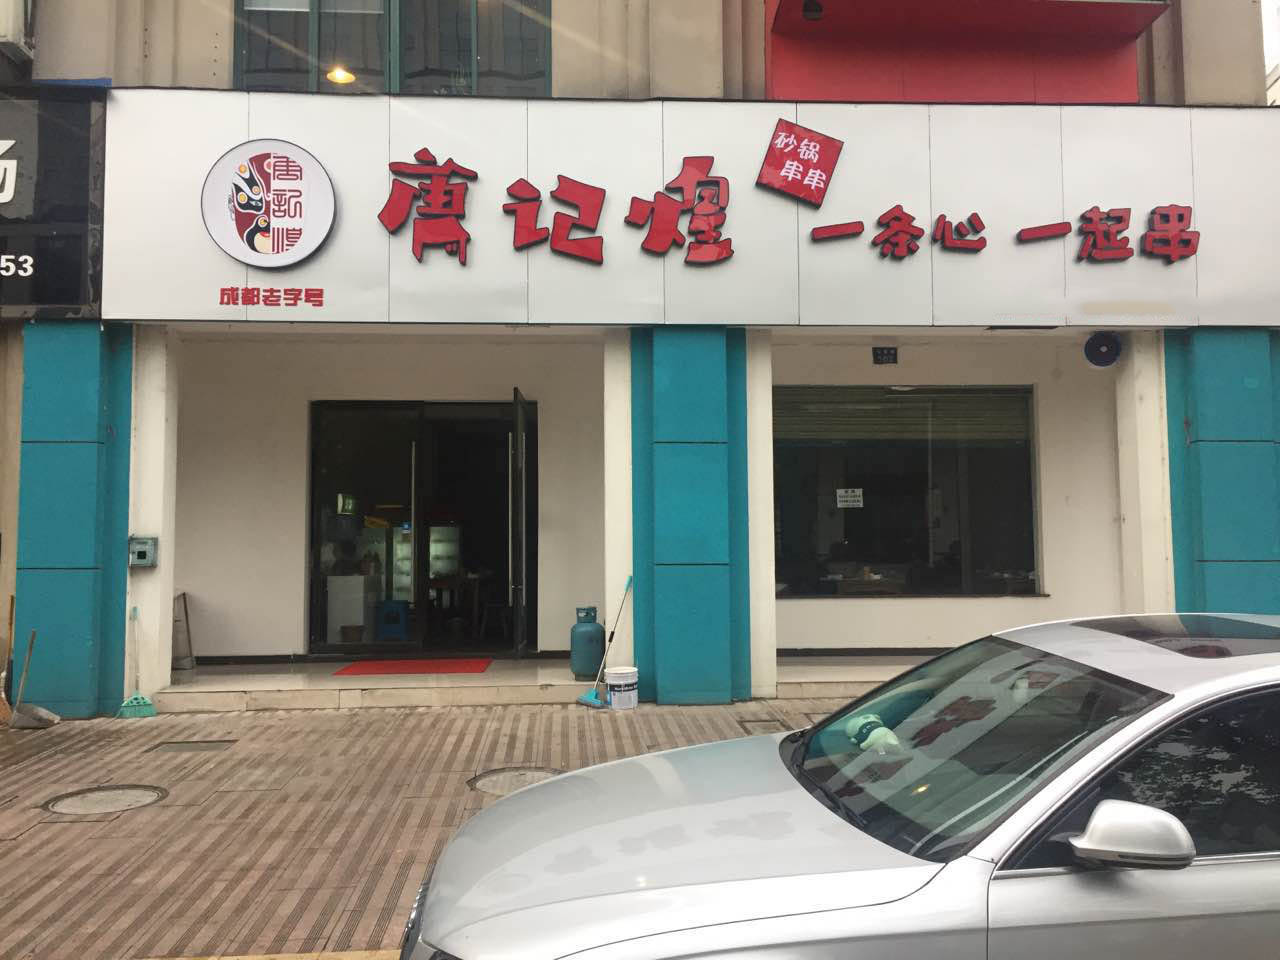 唐记煌
砂锅
串串
一条心 一起串
唐記煌
成都老字号
53
502